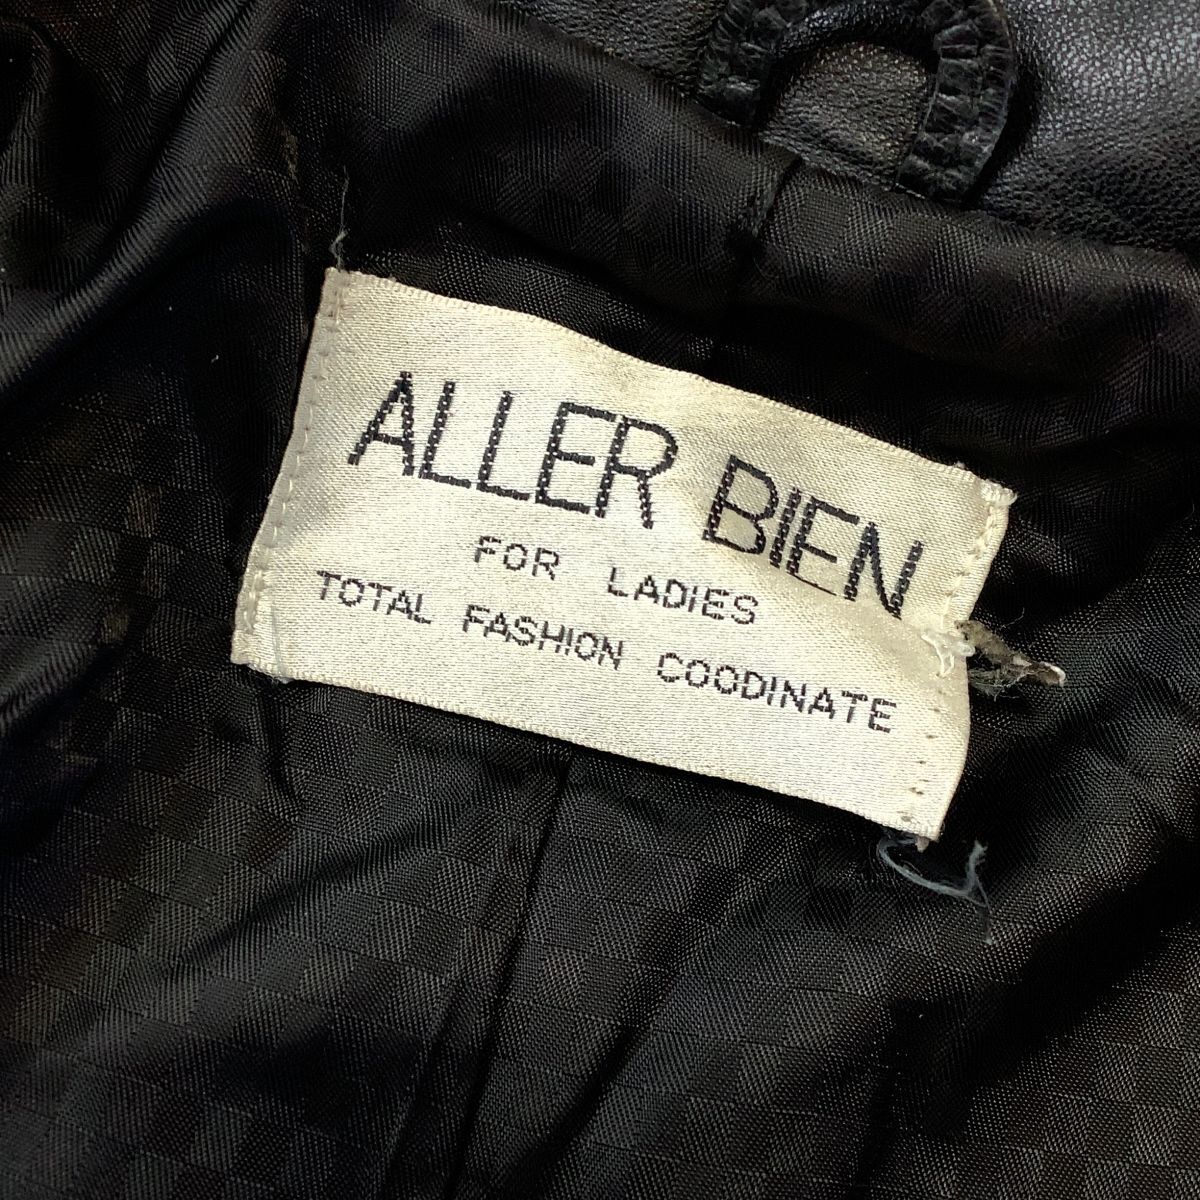 ALLER BIEN
FOR LADIES
TOTAL FASHION COODINATE